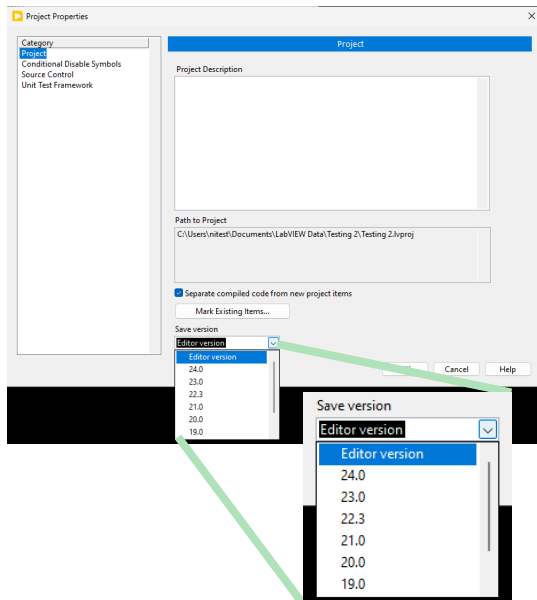 Project Properties
Category
Project
Conditional Disable Symbols
Source Control
Unit Test Framework
Project
Project Description
Path to Project
C:\Users\nitest\Documents\LabVIEW Data\Testing 2\Testing 2.lvproj
Separate compiled code from new project items
Mark Existing Items...
Save version
Editor version
Editor version
24.0
23.0
22.3
21.0
20.0
19.0
Cancel
Help
Save version
Editor version
Editor version
24.0
23.0
22.3
21.0
20.0
19.0